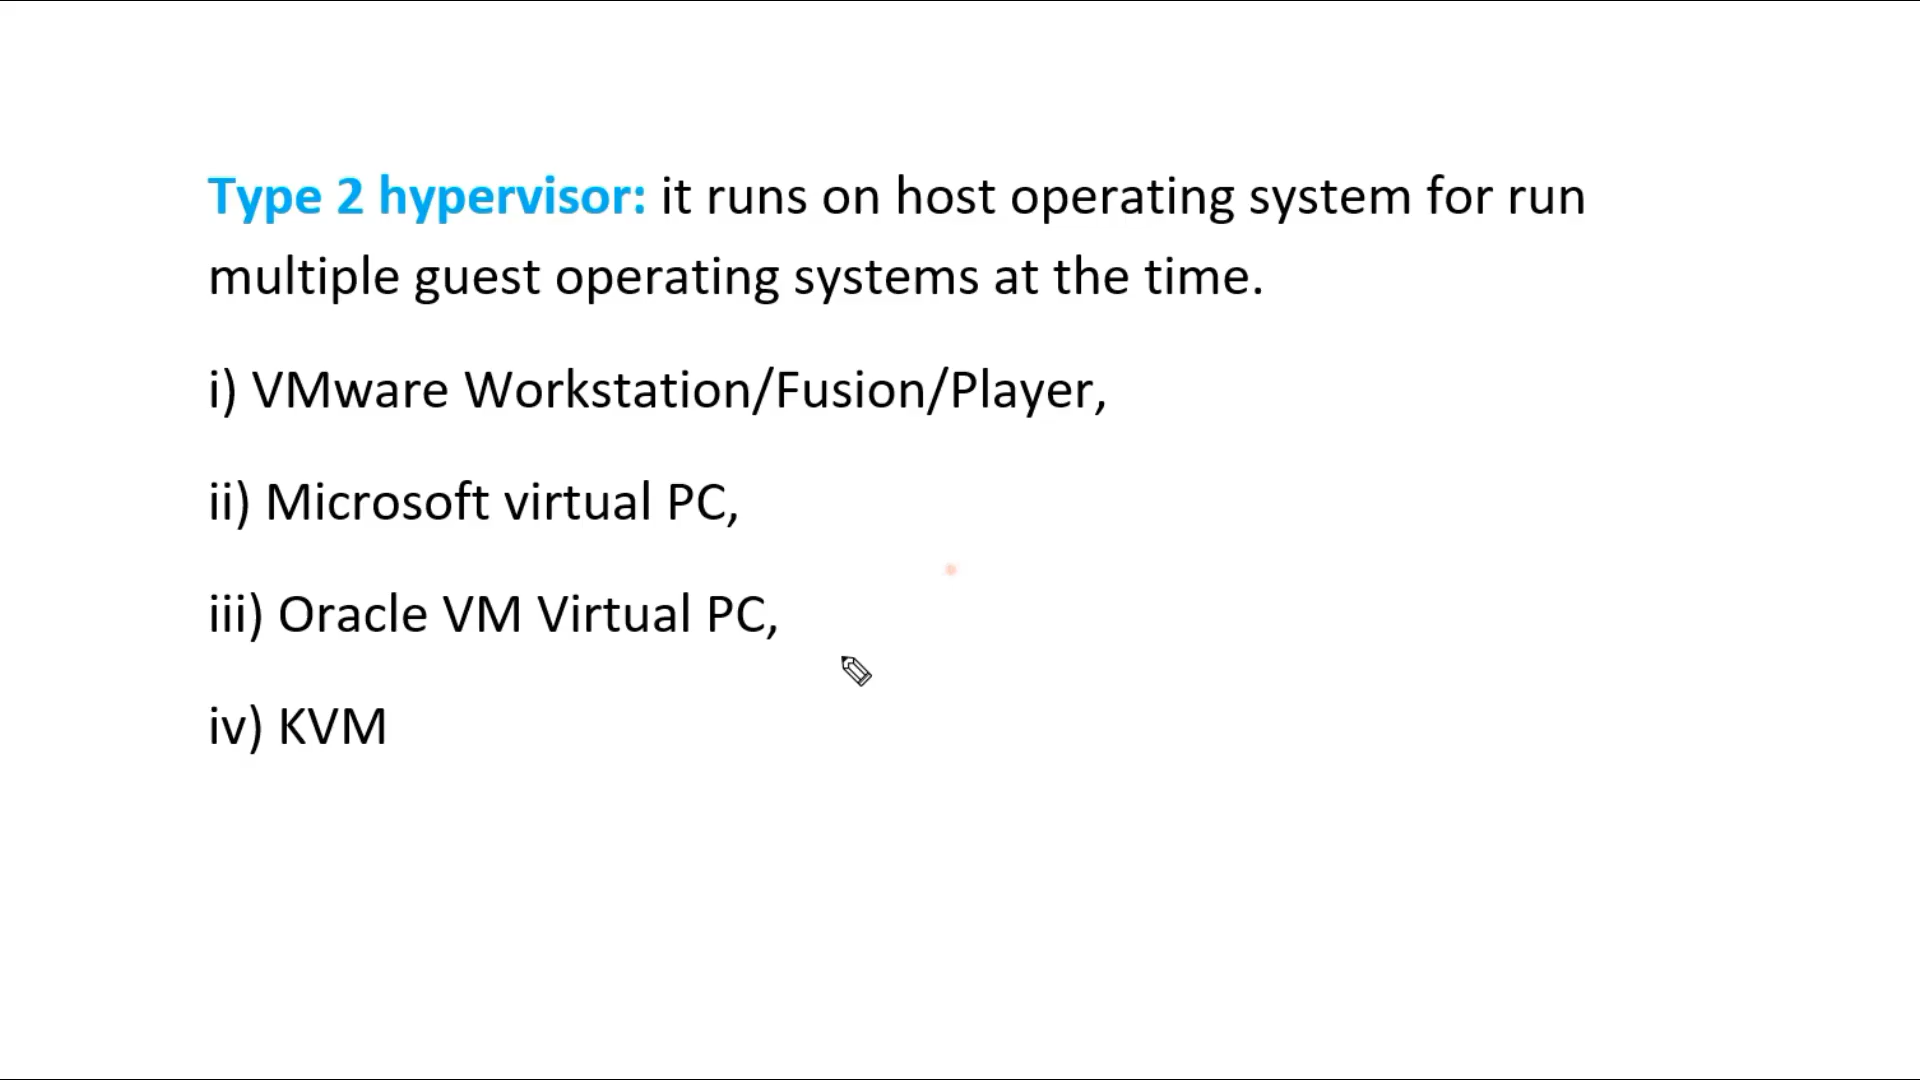 Type 2 hypervisor: it runs on host operating system for run
multiple guest operating systems at the time.
i) VMware Workstation/Fusion/Player,
ii) Microsoft virtual PC,
iii) Oracle VM Virtual PC,
iv) KVM